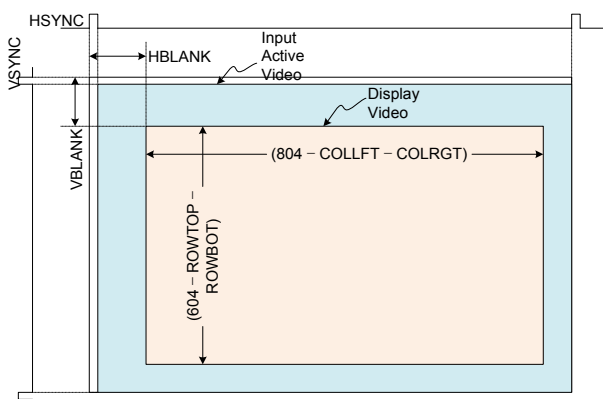 HSYNC
VSYNC
HBLANK
Input
Active
Video
VBLANK
Display
Video
(804 – COLLFT – COLRGT)
(604 – ROWTOP –
ROWBOT)